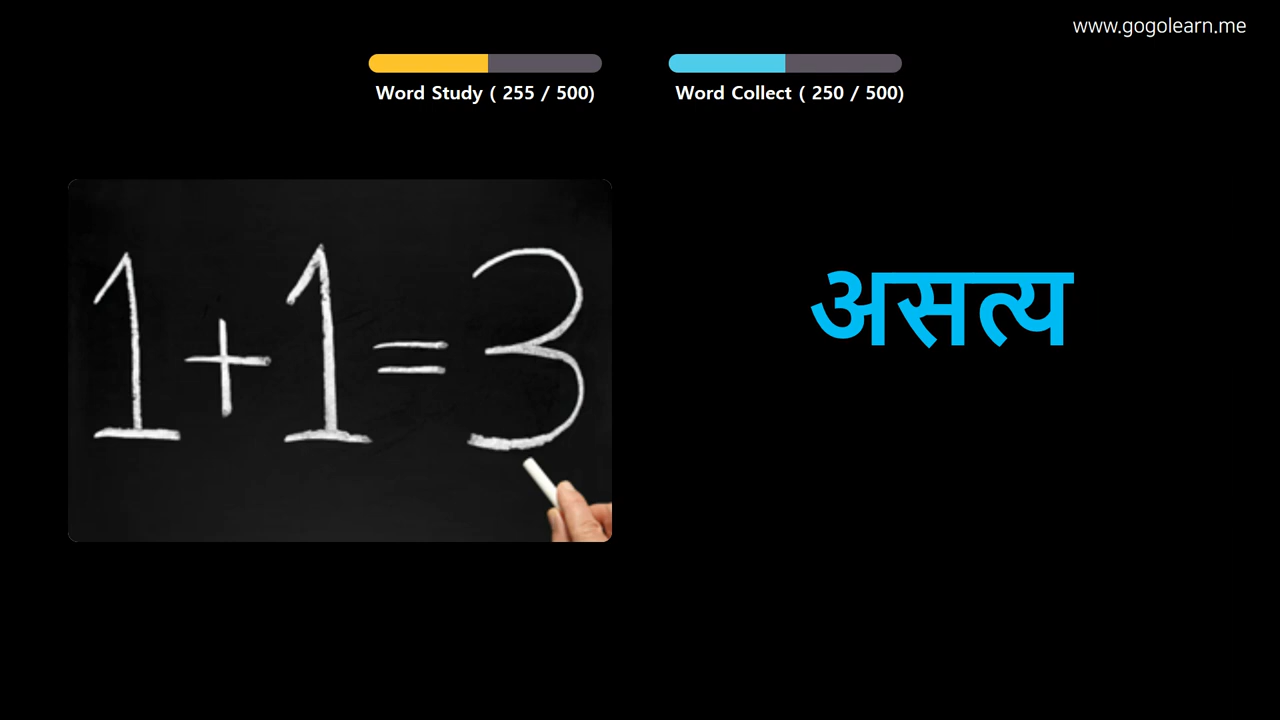 www.gogolearn.me
Word Study ( 255 / 500)
Word Collect ( 250 / 500)
1+1=3
असत्य